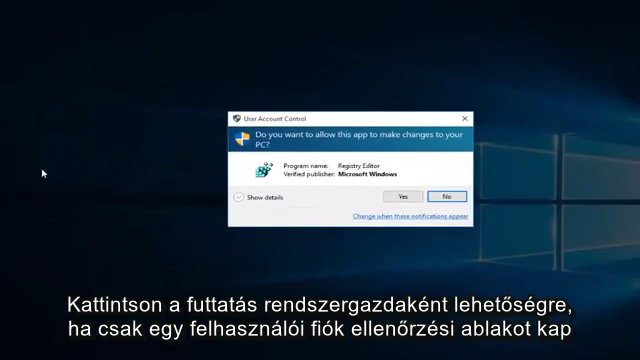 User Account Control
Do you want to allow this app to make changes to your
PC?
Program name: Registry Editor
Verified publisher: Microsoft Windows
Show details
Yes
No
Change when these notifications appear
Kattintson a futtatás rendszergazdaként lehetőségre,
ha csak egy felhasználói fiók ellenőrzési ablakot kap